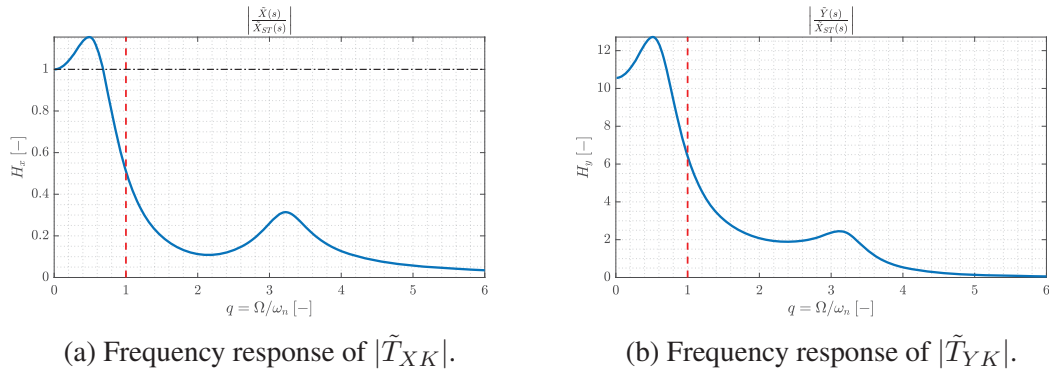 |X̃(s)/X̃_ST(s)|
1
0.8
0.6
0.4
0.2
0
H_x [−]
0 1 2 3 4 5 6
q = Ω/ω_n [−]
(a) Frequency response of |T̃_XK|.
|Ỹ(s)/X̃_ST(s)|
12
10
8
6
4
2
0
H_y [−]
0 1 2 3 4 5 6
q = Ω/ω_n [−]
(b) Frequency response of |T̃_YK|.